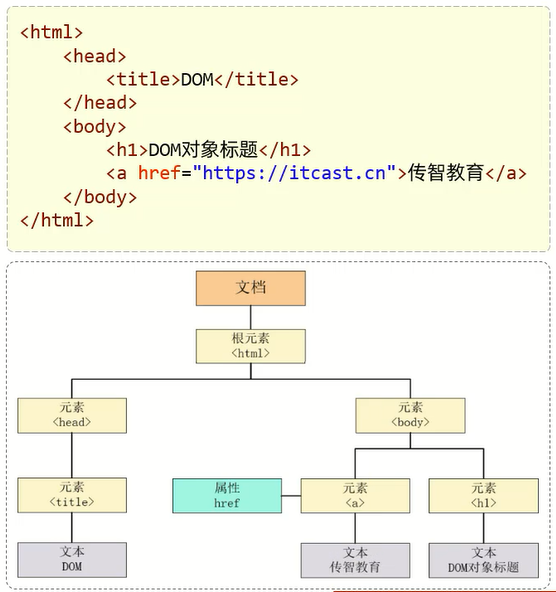 <html>
<head>
<title>DOM</title>
</head>
<body>
<h1>DOM对象标题</h1>
<a href="https://itcast.cn">传智教育</a>
</body>
</html>
文档
根元素
<html>
元素
<head>
元素
<body>
元素
<title>
属性
href
元素
<a>
元素
<h1>
文本
DOM
文本
传智教育
文本
DOM对象标题